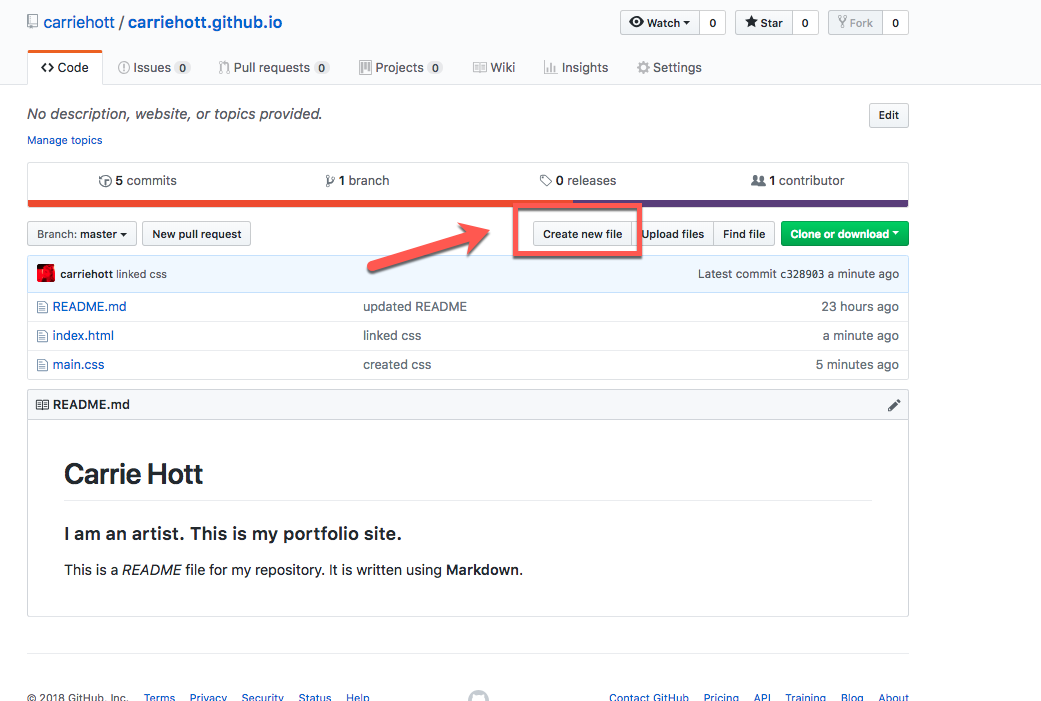 carriehott / carriehott.github.io Watch 0 Star 0 Fork 0
Code Issues 0 Pull requests 0 Projects 0 Wiki Insights Settings
No description, website, or topics provided. Edit
Manage topics
5 commits 1 branch 0 releases 1 contributor
Branch: master New pull request Create new file Upload files Find file Clone or download
carriehott linked css Latest commit c328903 a minute ago
README.md updated README 23 hours ago
index.html linked css a minute ago
main.css created css 5 minutes ago
README.md
Carrie Hott
I am an artist. This is my portfolio site.
This is a README file for my repository. It is written using Markdown.
© 2018 GitHub, Inc. Terms Privacy Security Status Help Contact GitHub Pricing API Training Blog About